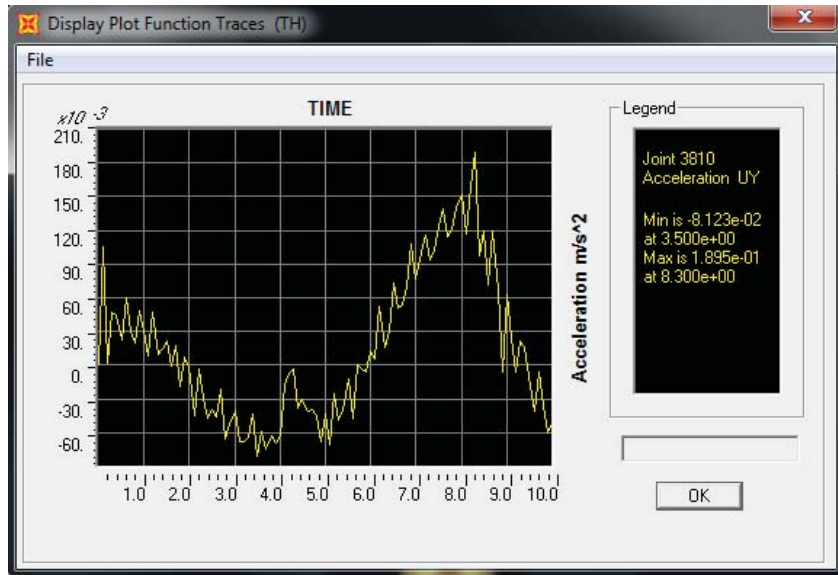 Display Plot Function Traces (TH)
File
x10 -3
TIME
210.
180.
150.
120.
90.
60.
30.
0.
-30.
-60.
1.0 2.0 3.0 4.0 5.0 6.0 7.0 8.0 9.0 10.0
Acceleration m/s^2
Legend
Joint 3810
Acceleration UY
Min is -8.123e-02
at 3.500e+00
Max is 1.895e-01
at 8.300e+00
OK